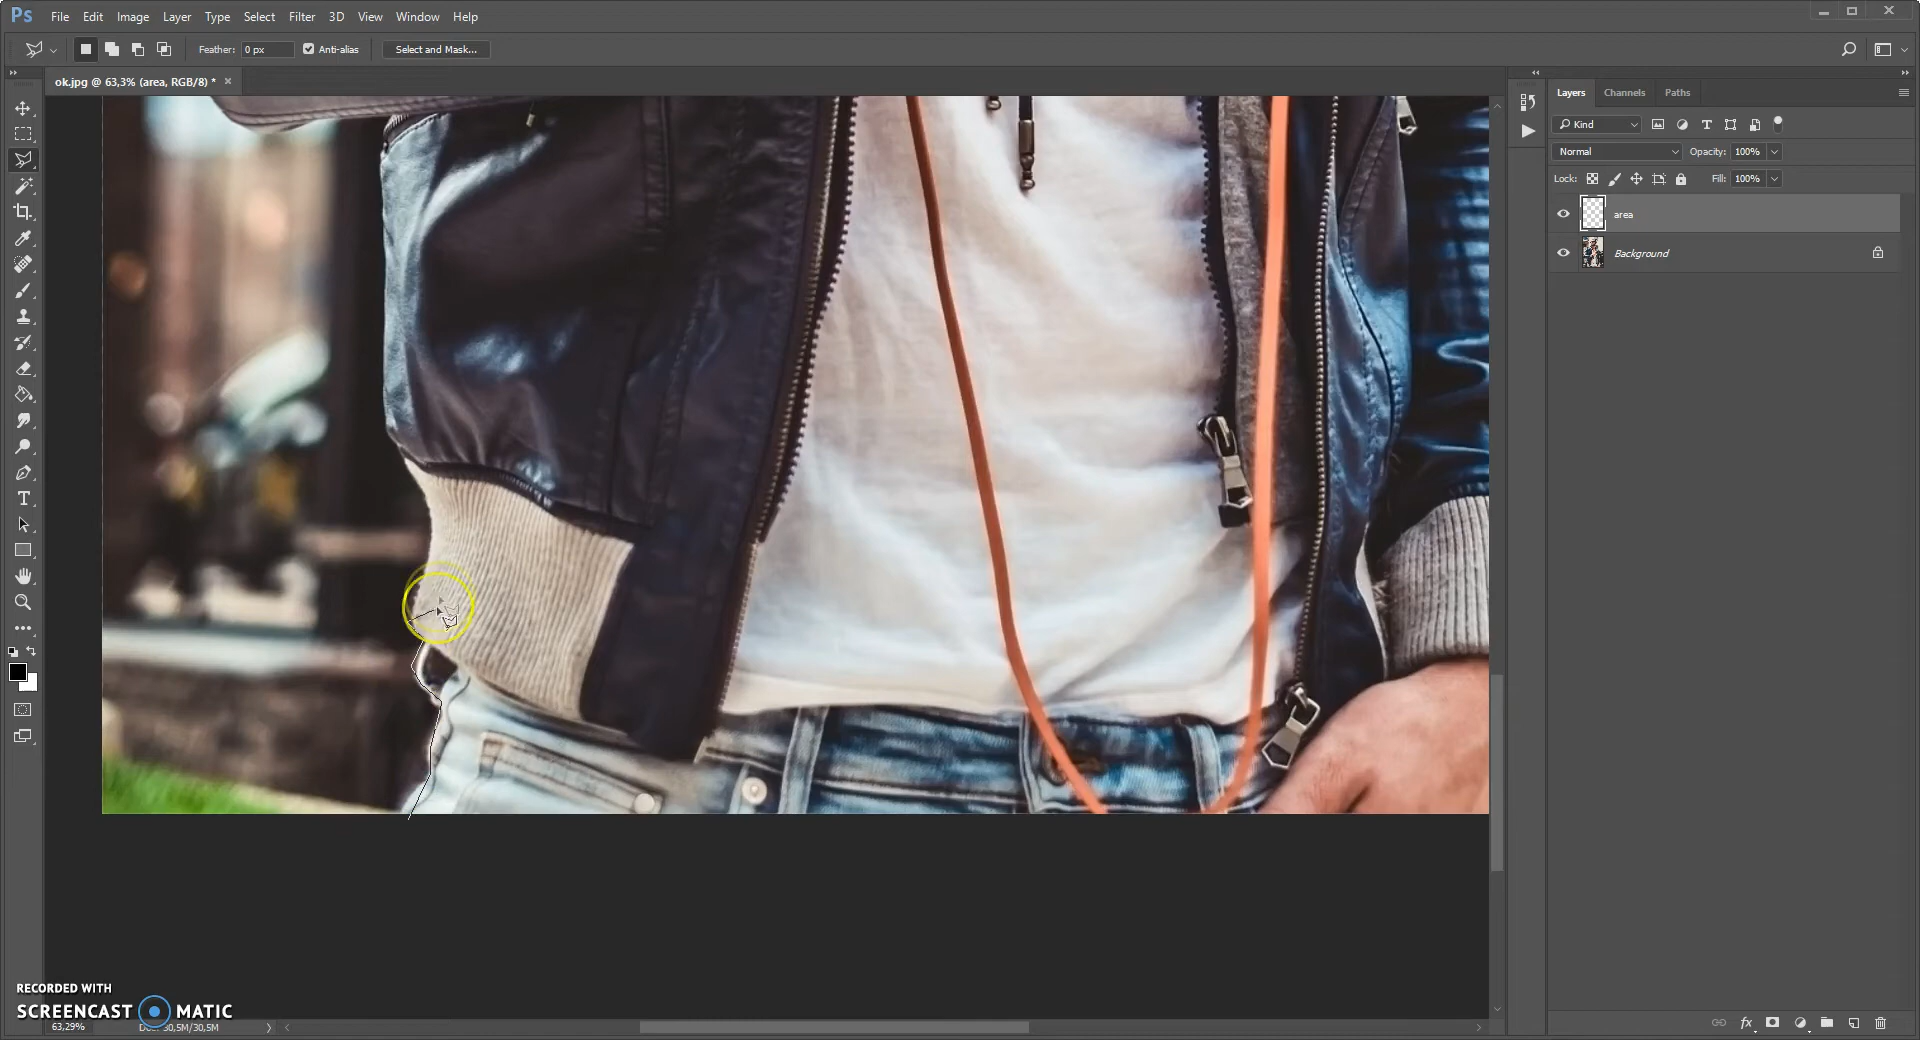 Ps File Edit Image Layer Type Select Filter 3D View Window Help
Feather: 0 px Anti-alias Select and Mask...
ok.jpg @ 63,3% (area, RGB/8) * ×
Layers Channels Paths
Kind
Normal Opacity: 100%
Lock: Fill: 100%
area
Background
RECORDED WITH
SCREENCAST MATIC
63,29% 30,5M/30,5M